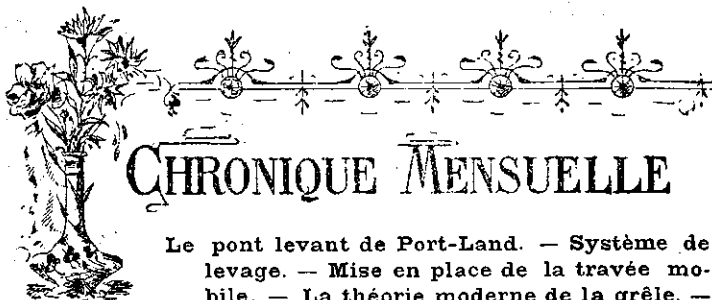 CHRONIQUE MENSUELLE
Le pont levant de Port-Land. — Système de
levage. — Mise en place de la travée mo-
bile. — La théorie moderne de la grêle. —